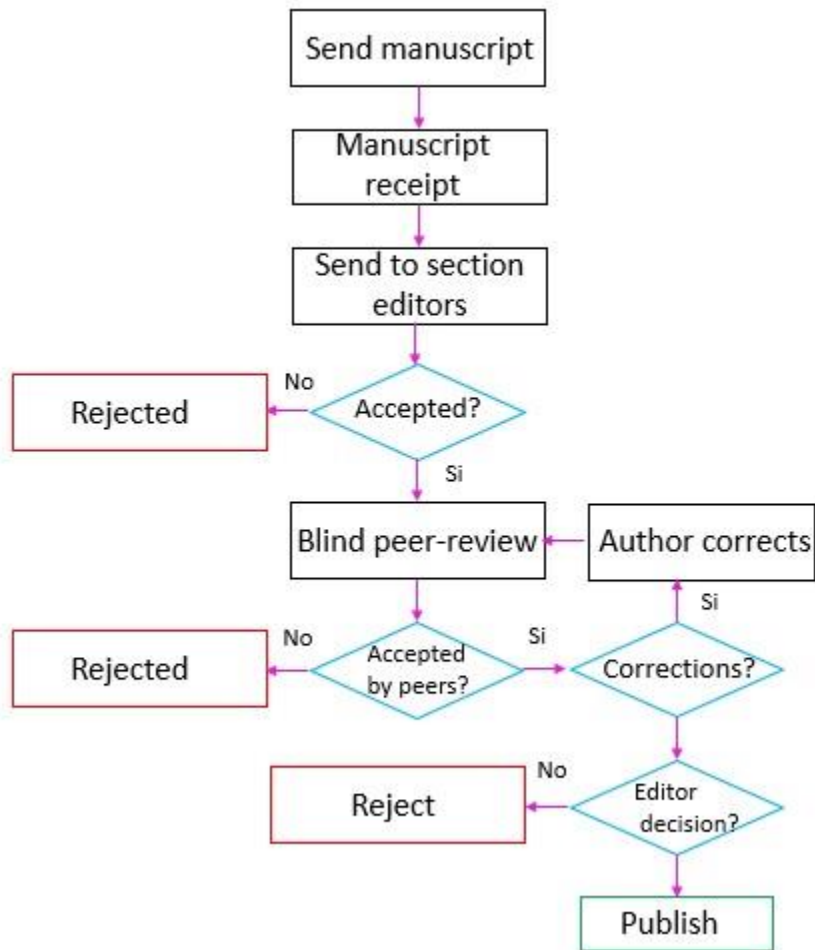 Send manuscript
Manuscript
receipt
Send to section
editors
No
Rejected
Accepted?
Si
Blind peer-review
Author corrects
Si
No
Si
Rejected
Accepted
by peers?
Corrections?
No
Reject
Editor
decision?
Publish